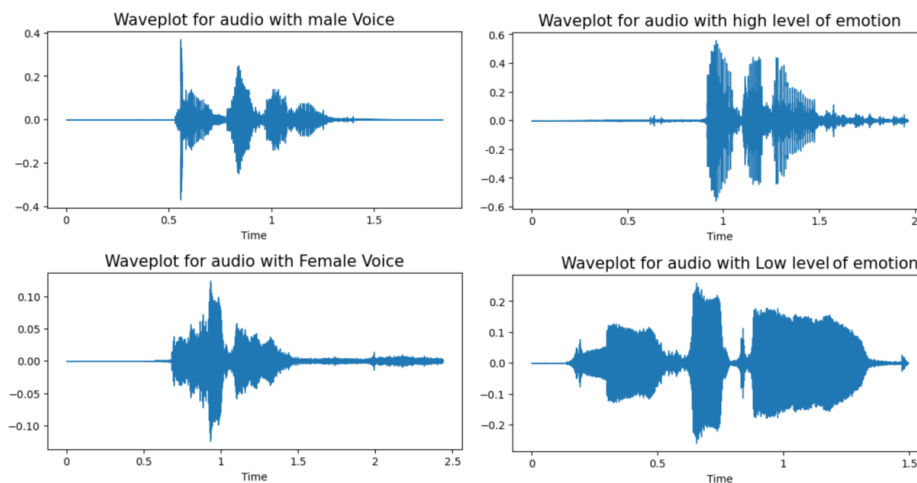 Waveplot for audio with male Voice
0.4
0.2
0.0
−0.2
−0.4
0 0.5 1 1.5
Time
Waveplot for audio with high level of emotion
0.6
0.4
0.2
0.0
−0.2
−0.4
−0.6
0 0.5 1 1.5 2
Time
Waveplot for audio with Female Voice
0.10
0.05
0.00
−0.05
−0.10
0 0.5 1 1.5 2 2.5
Time
Waveplot for audio with Low level of emotion
0.2
0.1
0.0
−0.1
−0.2
0 0.5 1 1.5
Time